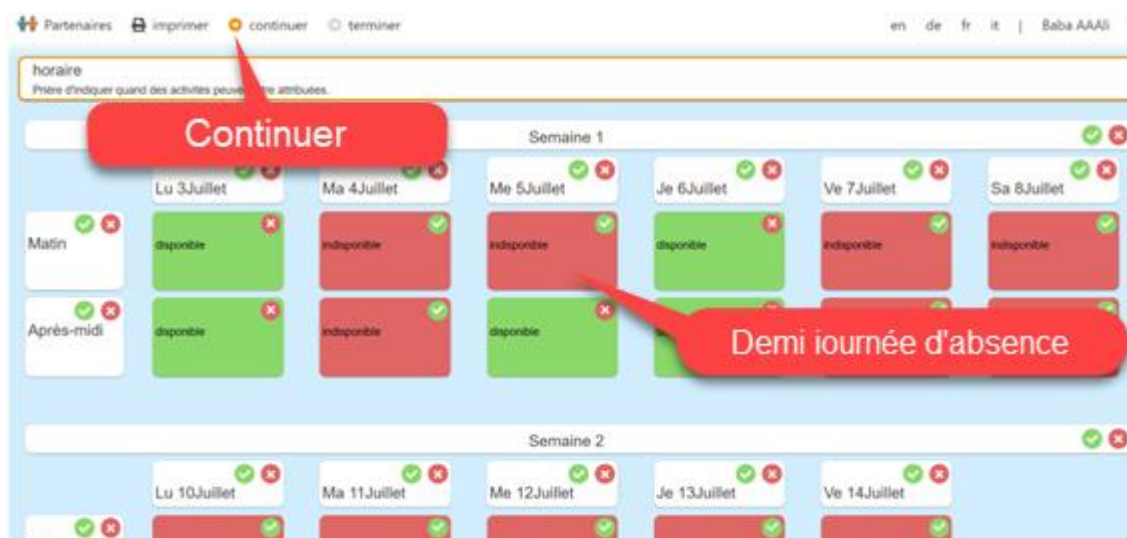 Partenaires imprimer continuer terminer en de fr it | Baba AAAli
horaire
Prière d'indiquer quand des activités attribuées.
Continuer
Semaine 1
Lu 3Juillet Ma 4Juillet Me 5Juillet Je 6Juillet Ve 7Juillet Sa 8Juillet
Matin disponible indisponible indisponible disponible indisponible indisponible
Après-midi disponible indisponible disponible
Demi iournée d'absence
Semaine 2
Lu 10Juillet Ma 11Juillet Me 12Juillet Je 13Juillet Ve 14Juillet